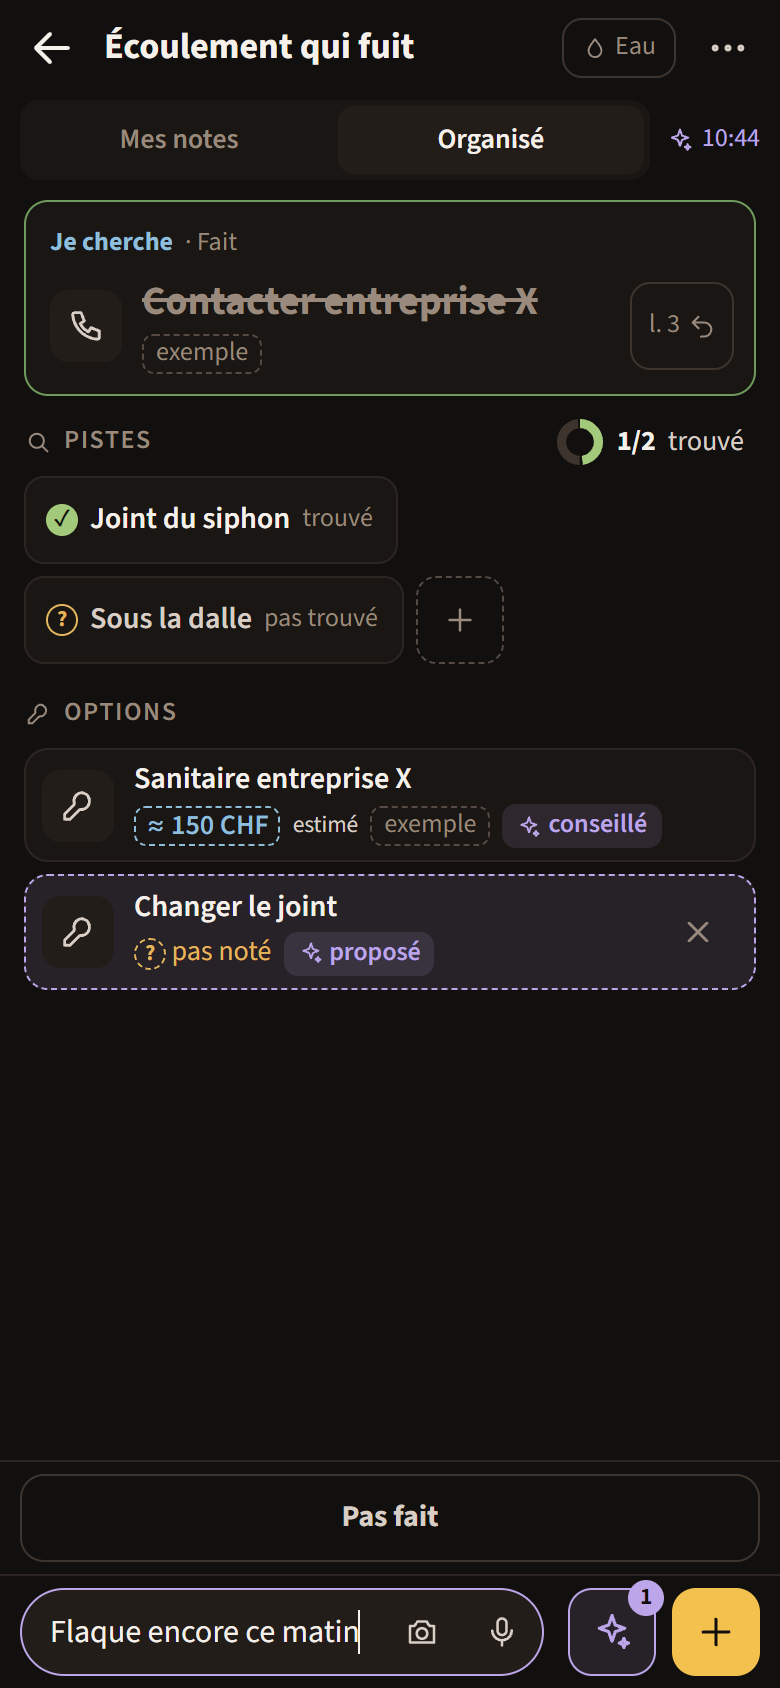 Écoulement qui fuit
Eau
Mes notes
Organisé
10:44
Je cherche · Fait
Contacter entreprise X
exemple
l. 3
PISTES
1/2 trouvé
Joint du siphon trouvé
? Sous la dalle pas trouvé
OPTIONS
Sanitaire entreprise X
≈ 150 CHF estimé exemple conseillé
Changer le joint
? pas noté proposé
Pas fait
1
Flaque encore ce matin